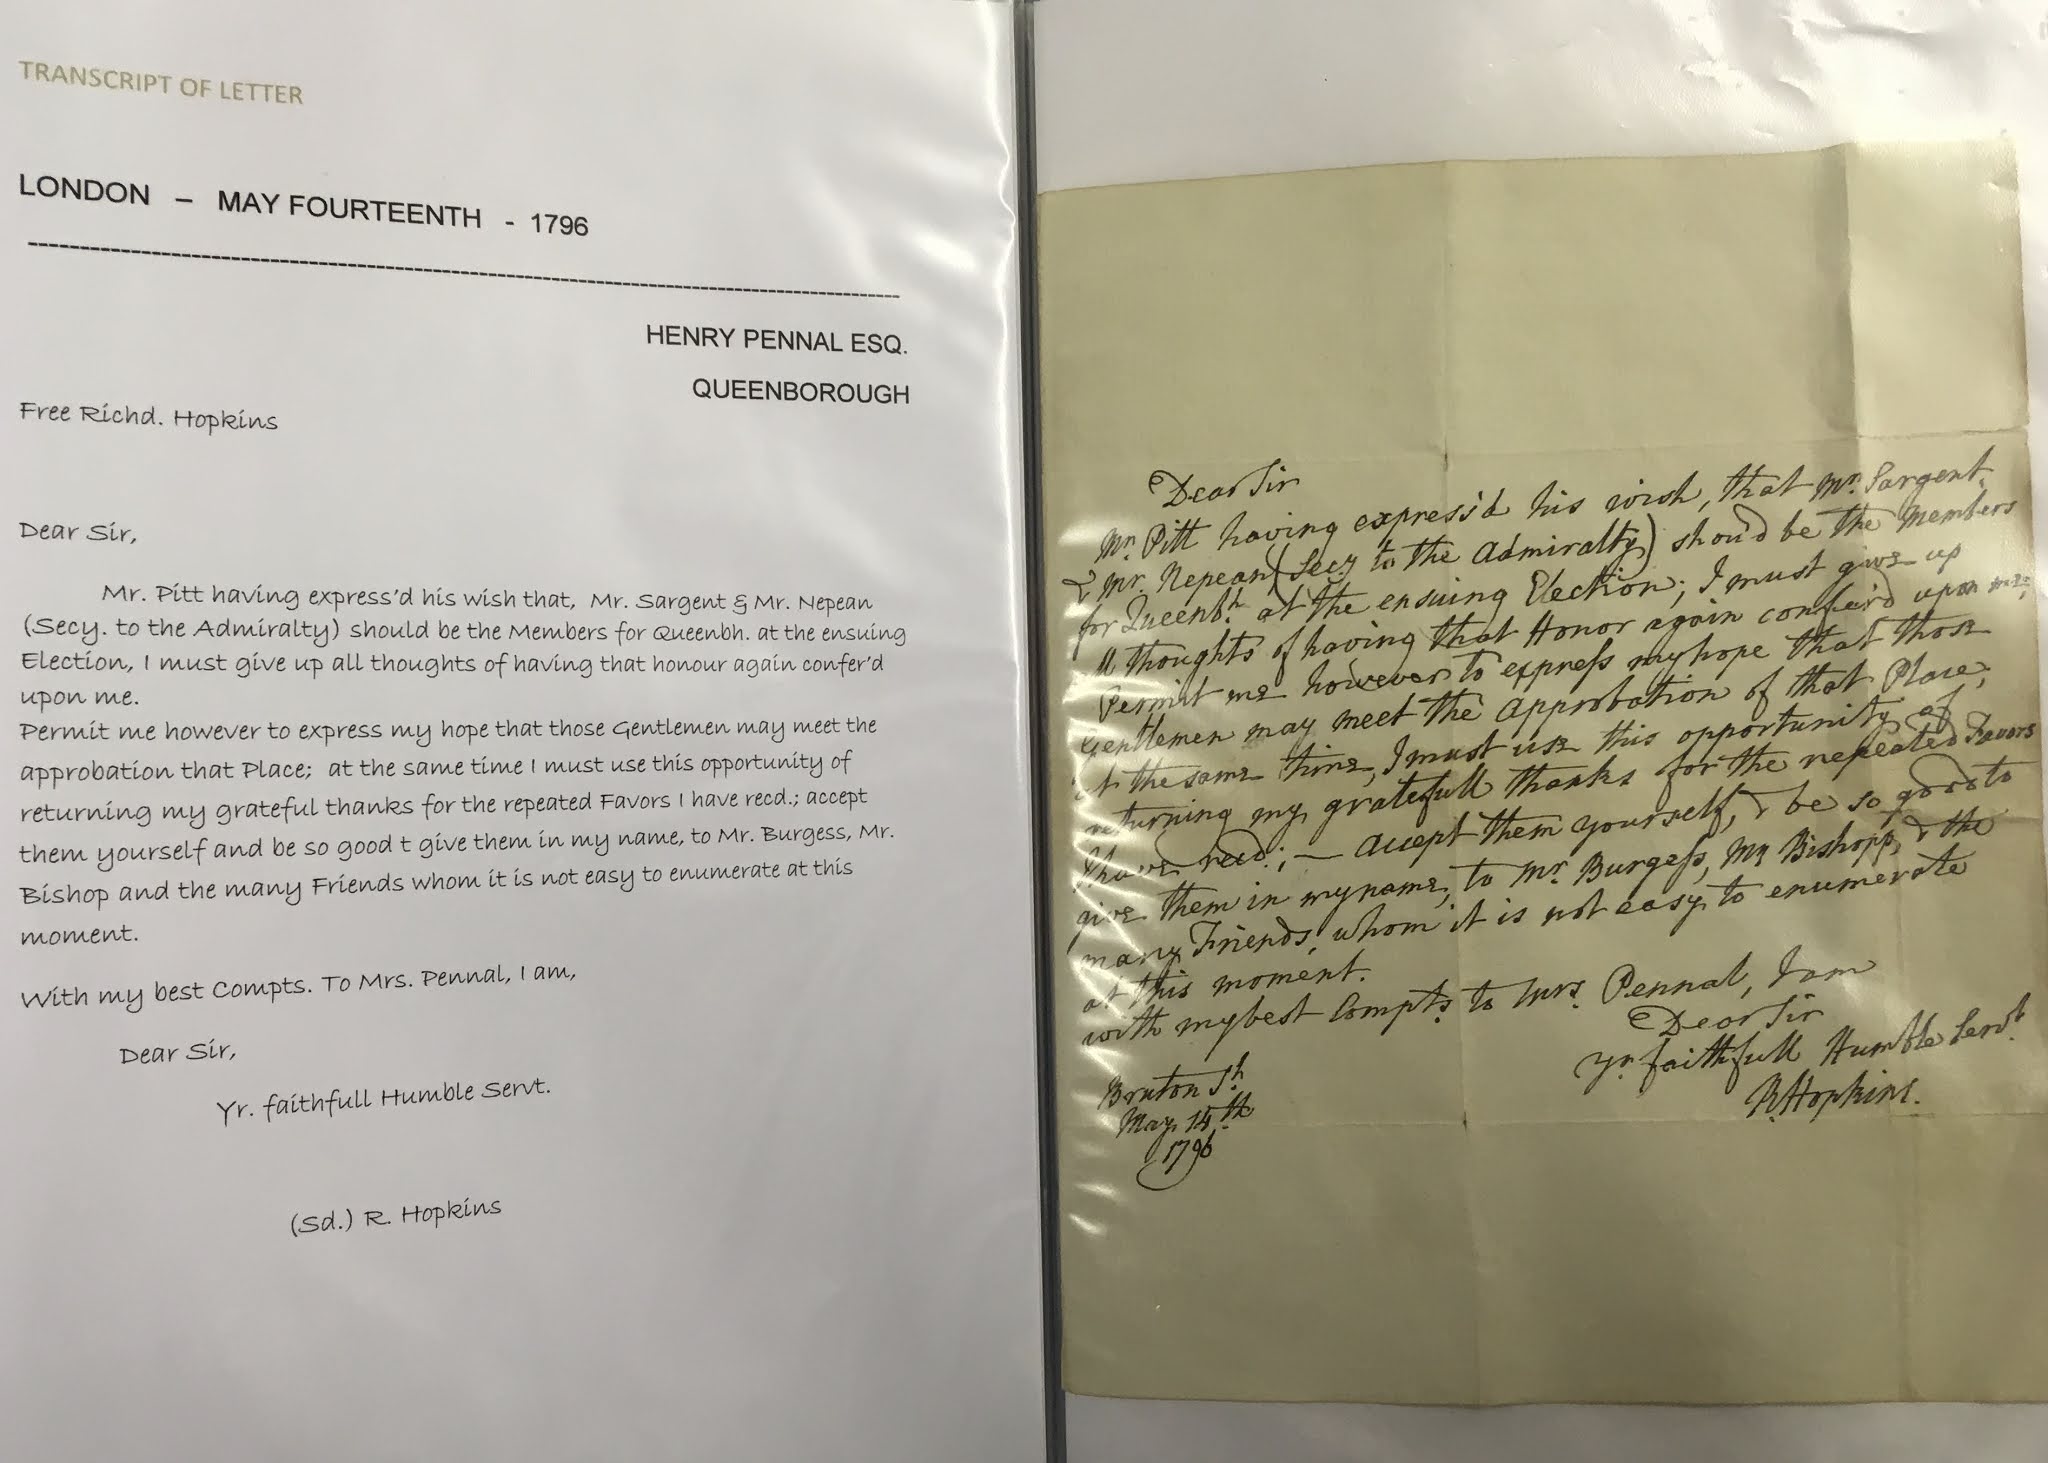 TRANSCRIPT OF LETTER
LONDON – MAY FOURTEENTH - 1796
HENRY PENNAL ESQ.
QUEENBOROUGH
Free Richd. Hopkins
Dear Sir,
Mr. Pitt having express'd his wish that, Mr. Sargent & Mr. Nepean
(Secy. to the Admiralty) should be the Members for Queenbh. at the ensuing
Election, I must give up all thoughts of having that honour again confer'd
upon me.
Permit me however to express my hope that those Gentlemen may meet the
approbation that Place; at the same time I must use this opportunity of
returning my grateful thanks for the repeated Favors I have recd.; accept
them yourself and be so good t give them in my name, to Mr. Burgess, Mr.
Bishop and the many Friends whom it is not easy to enumerate at this
moment.
With my best Compts. To Mrs. Pennal, I am,
Dear Sir,
Yr. faithfull Humble Servt.
(Sd.) R. Hopkins
Dear Sir
Mr. Pitt having express'd his wish, that Mr. Sargent
& Mr. Nepean (Secy. to the Admiralty) shou'd be the Members
for Queenbh. at the ensuing Election; I must give up
all thoughts of having that Honor again confer'd upon me;
Permit me however to express my hope that those
Gentlemen may meet the approbation of that Place;
at the same time, I must use this opportunity of
returning my gratefull thanks for the repeated Favors
I have recd.; — accept them yourself, & be so good to
give them in my name, to Mr. Burgess, Mr Bishopp, & the
many Friends, whom it is not easy to enumerate
at this moment.
with my best Compts. to Mrs. Pennal, I am
Dear Sir
Yr. faithfull Humble Servt.
R. Hopkins.
Bruton St.
May 14th.
1796